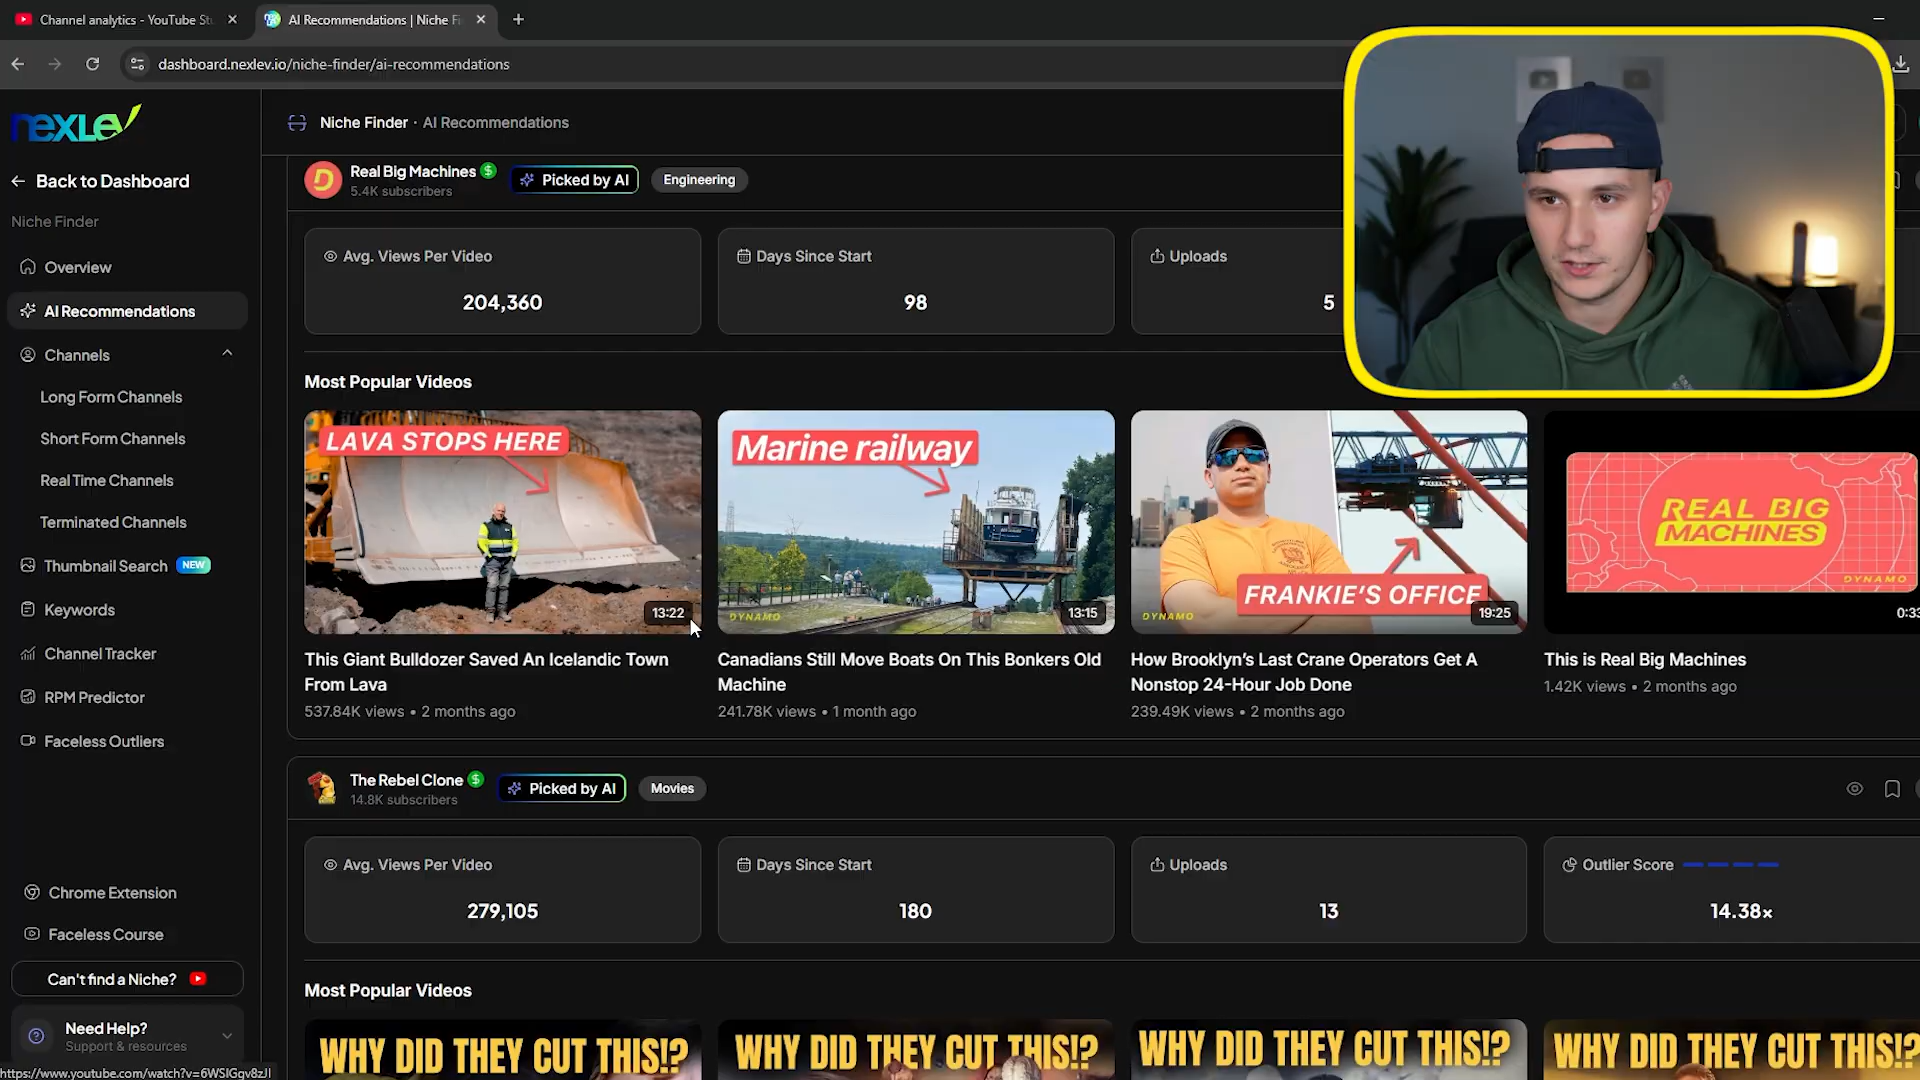 Channel analytics - YouTube St
AI Recommendations | Niche Fi
dashboard.nexlev.io/niche-finder/ai-recommendations
nexlev
Niche Finder · AI Recommendations
Back to Dashboard
Niche Finder
Overview
AI Recommendations
Channels
Long Form Channels
Short Form Channels
Real Time Channels
Terminated Channels
Thumbnail Search NEW
Keywords
Channel Tracker
RPM Predictor
Faceless Outliers
Chrome Extension
Faceless Course
Can't find a Niche?
Need Help?
Support & resources
https://www.youtube.com/watch?v=6WSIGqv8zJI
Real Big Machines $ Picked by AI Engineering
5.4K subscribers
Avg. Views Per Video
204,360
Days Since Start
98
Uploads
5
Most Popular Videos
LAVA STOPS HERE
13:22
This Giant Bulldozer Saved An Icelandic Town
From Lava
537.84K views • 2 months ago
Marine railway
DYNAMO
13:15
Canadians Still Move Boats On This Bonkers Old
Machine
241.78K views • 1 month ago
FRANKIE'S OFFICE
DYNAMO
19:25
How Brooklyn's Last Crane Operators Get A
Nonstop 24-Hour Job Done
239.49K views • 2 months ago
REAL BIG
MACHINES
DYNAMO
0:33
This is Real Big Machines
1.42K views • 2 months ago
The Rebel Clone $ Picked by AI Movies
14.8K subscribers
Avg. Views Per Video
279,105
Days Since Start
180
Uploads
13
Outlier Score
14.38x
Most Popular Videos
WHY DID THEY CUT THIS!?
WHY DID THEY CUT THIS!?
WHY DID THEY CUT THIS!?
WHY DID THEY CUT THIS!?